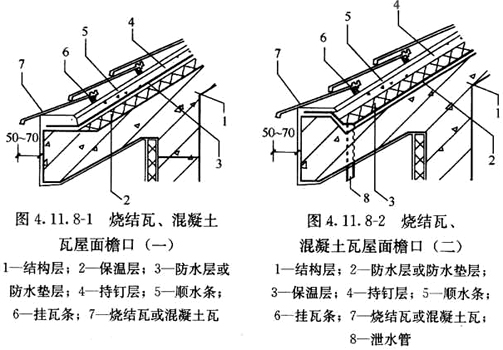 4
5
6
7
50~70
1
3
2
图 4.11.8-1 烧结瓦、混凝土
瓦屋面檐口（一）
1—结构层；2—保温层；3—防水层或
防水垫层；4—持钉层；5—顺水条；
6—挂瓦条；7—烧结瓦或混凝土瓦
4
5
6
7
50~70
1
2
3
8
图 4.11.8-2 烧结瓦、
混凝土瓦屋面檐口（二）
1—结构层；2—防水层或防水垫层；
3—保温层；4—持钉层；5—顺水条；
6—挂瓦条；7—烧结瓦或混凝土瓦；
8—泄水管